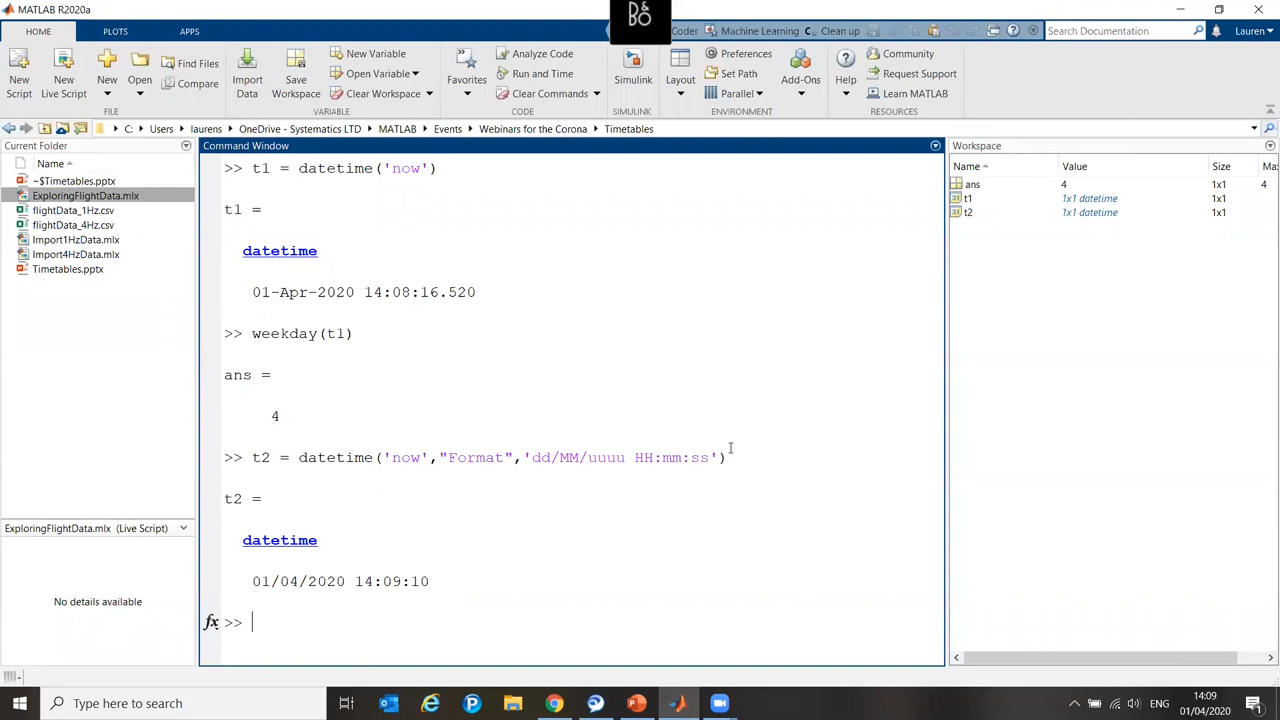 MATLAB R2020a
B&O
HOME PLOTS APPS
Coder Machine Learning Clean up Search Documentation Lauren
New Script
New Live Script
New
Open
Find Files
Compare
Import Data
Save Workspace
New Variable
Open Variable
Clear Workspace
Favorites
Analyze Code
Run and Time
Clear Commands
Simulink
Layout
Preferences
Set Path
Parallel
Add-Ons
Help
Community
Request Support
Learn MATLAB
FILE VARIABLE CODE SIMULINK ENVIRONMENT RESOURCES
C: Users laurens OneDrive - Systematics LTD MATLAB Events Webinars for the Corona Timetables
Current Folder
Name
~$Timetables.pptx
ExploringFlightData.mlx
flightData_1Hz.csv
flightData_4Hz.csv
Import1HzData.mlx
Import4HzData.mlx
Timetables.pptx
ExploringFlightData.mlx (Live Script)
No details available
Command Window
>> t1 = datetime('now')
t1 =
datetime
01-Apr-2020 14:08:16.520
>> weekday(t1)
ans =
4
>> t2 = datetime('now',"Format",'dd/MM/uuuu HH:mm:ss')
t2 =
datetime
01/04/2020 14:09:10
fx >>
Workspace
Name Value Size Ma
ans 4 1x1 4
t1 1x1 datetime 1x1
t2 1x1 datetime 1x1
Type here to search
ENG
14:09
01/04/2020
1